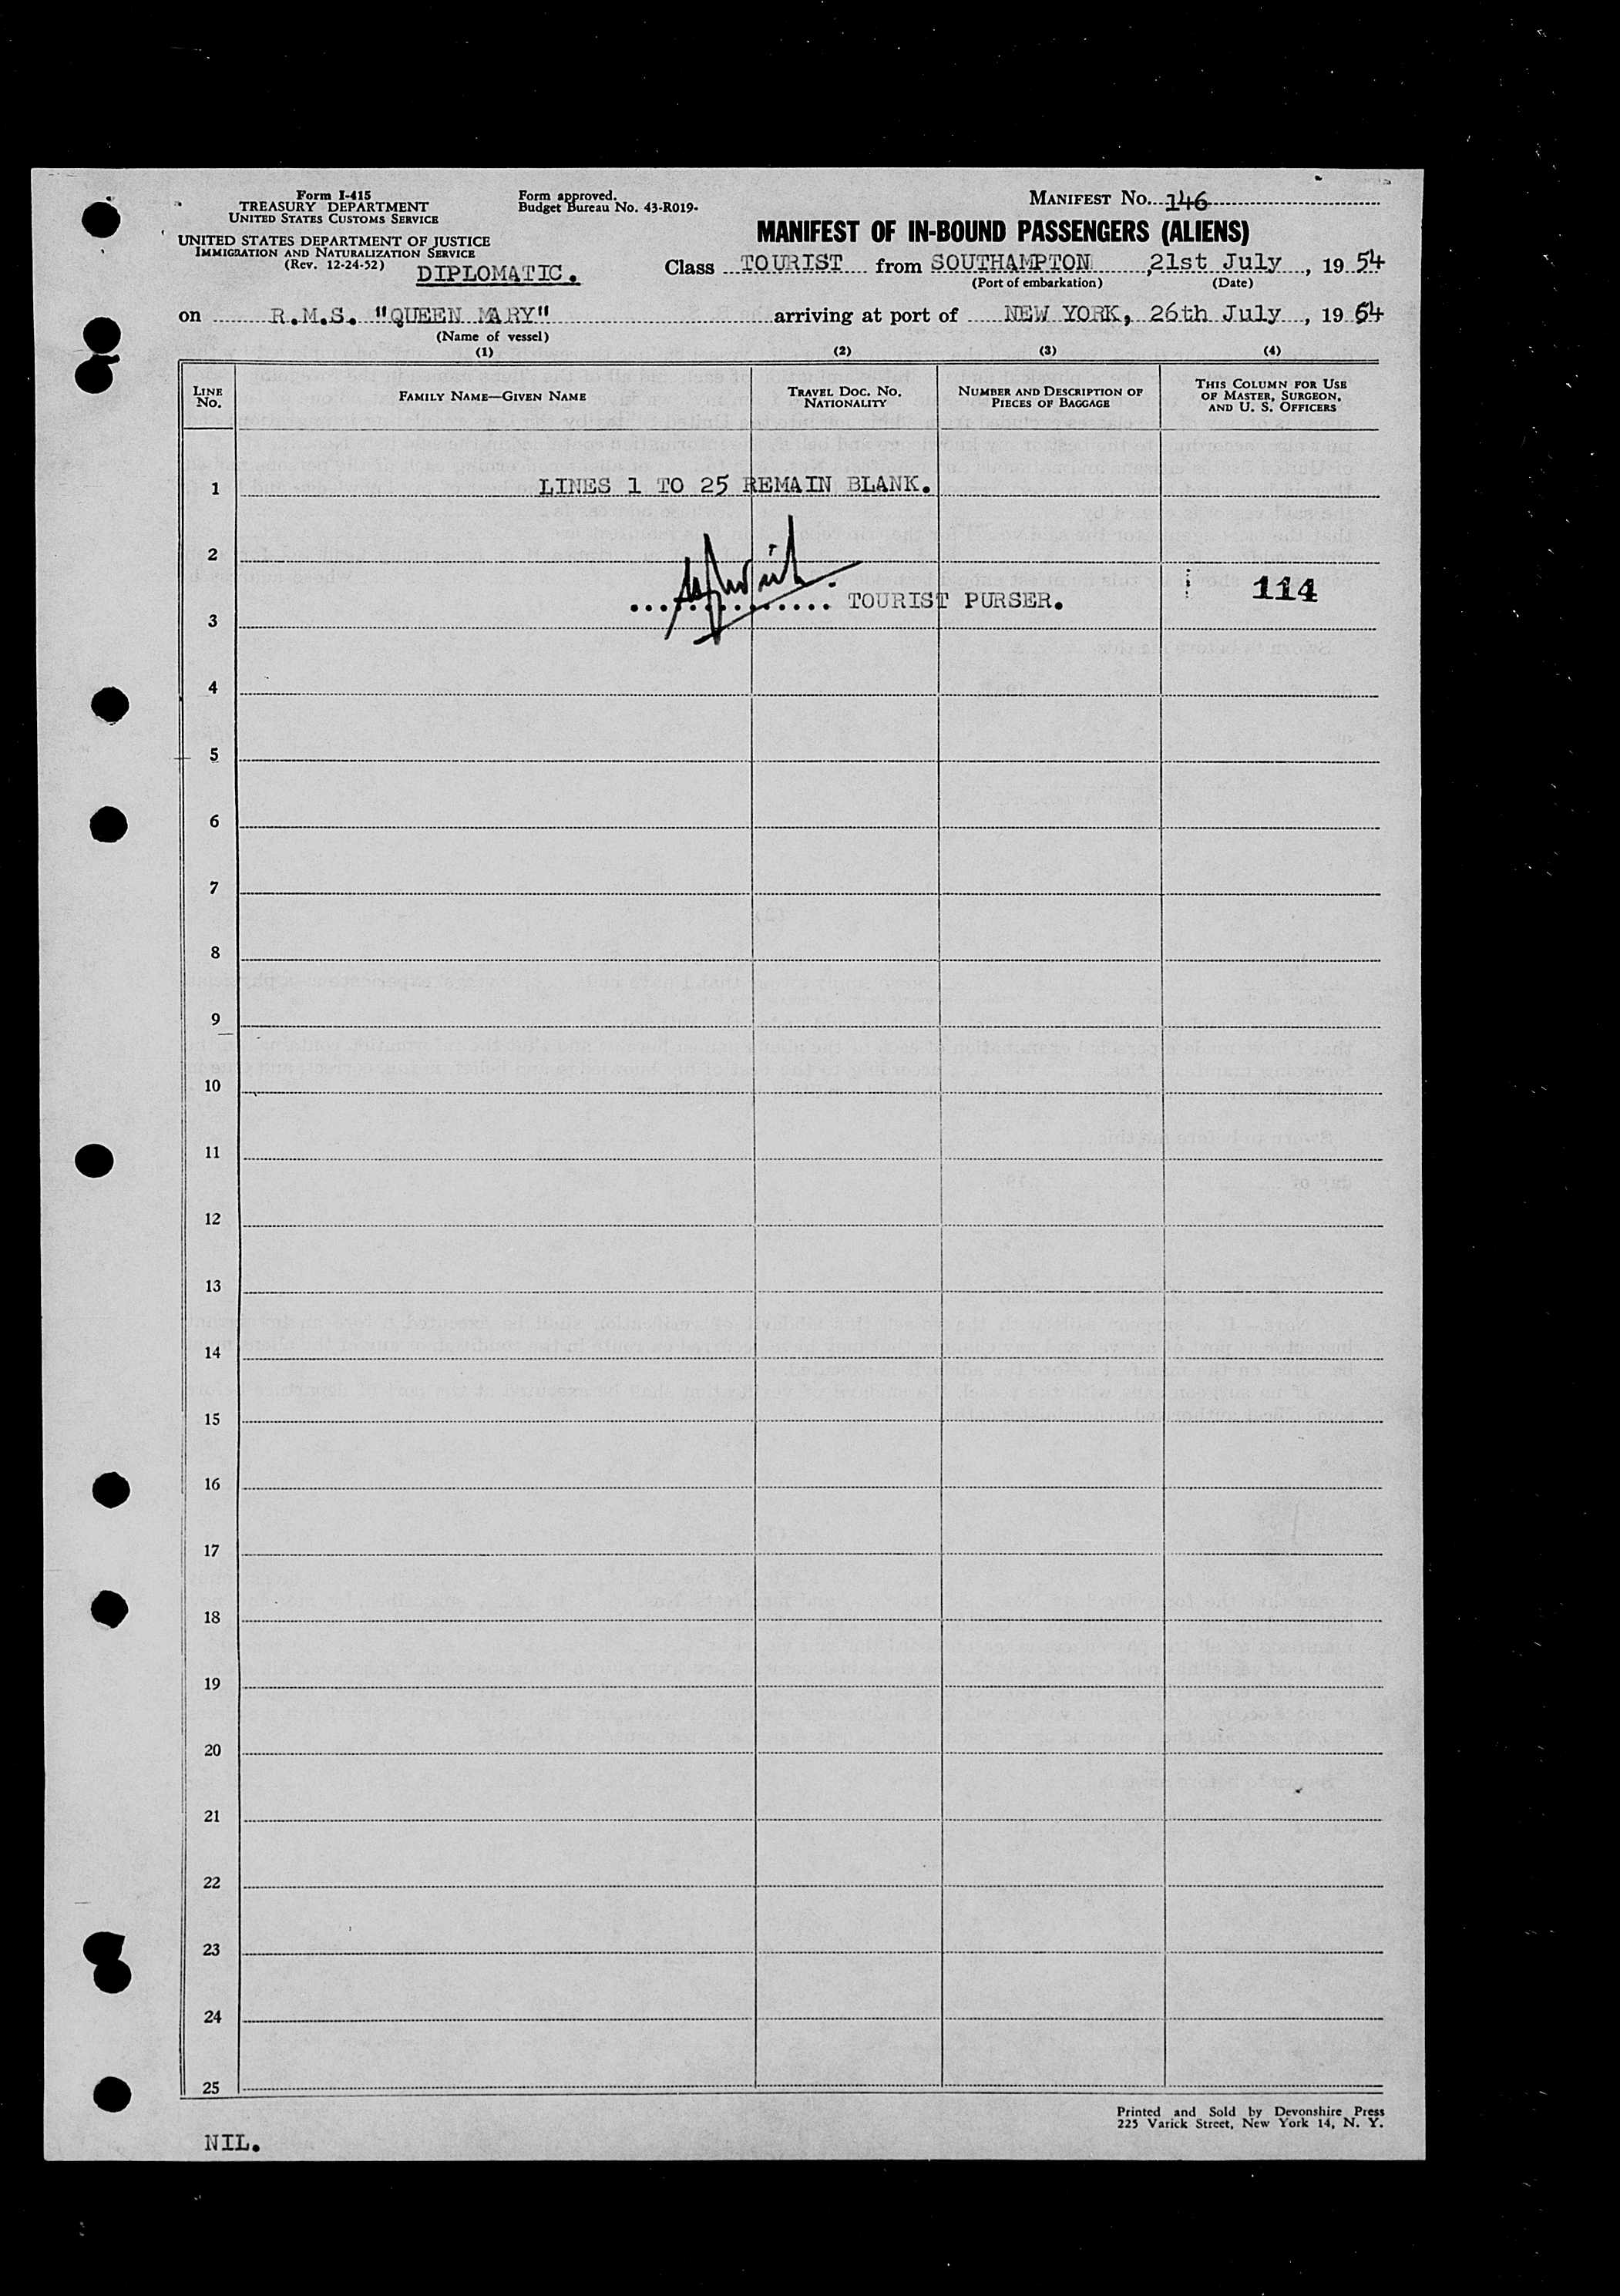 Form I-415
TREASURY DEPARTMENT
UNITED STATES CUSTOMS SERVICE
UNITED STATES DEPARTMENT OF JUSTICE
IMMIGRATION AND NATURALIZATION SERVICE
(Rev. 12-24-52)
DIPLOMATIC.
Form approved.
Budget Bureau No. 43-R019-
MANIFEST NO. 146
MANIFEST OF IN-BOUND PASSENGERS (ALIENS)
Class TOURIST from SOUTHAMPTON, 21st July, 19 54
(Port of embarkation) (Date)
on R.M.S. "QUEEN MARY" arriving at port of NEW YORK, 26th July, 19 54
(Name of vessel)
(1) (2) (3) (4)
LINE NO. FAMILY NAME—GIVEN NAME TRAVEL DOC. NO. NATIONALITY NUMBER AND DESCRIPTION OF PIECES OF BAGGAGE THIS COLUMN FOR USE OF MASTER, SURGEON, AND U. S. OFFICERS
1 LINES 1 TO 25 REMAIN BLANK.
2
114
3 .............. TOURIST PURSER.
4
5
6
7
8
9
10
11
12
13
14
15
16
17
18
19
20
21
22
23
24
25
Printed and Sold by Devonshire Press
225 Varick Street, New York 14, N. Y.
NIL.